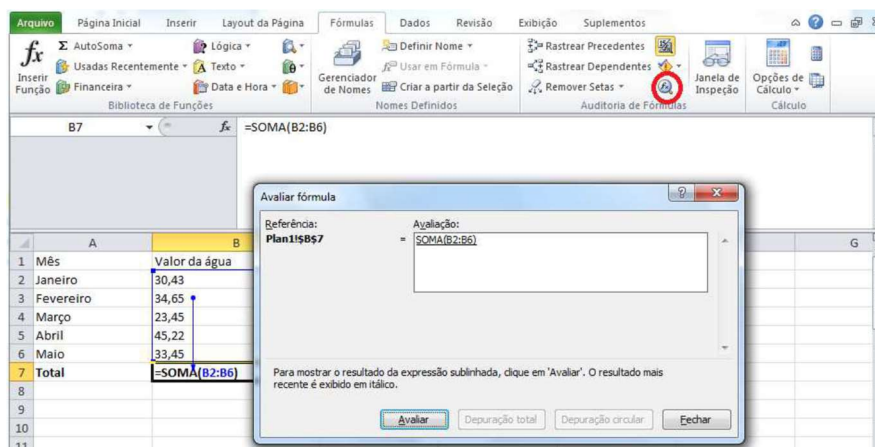 Arquivo Página Inicial Inserir Layout da Página Fórmulas Dados Revisão Exibição Suplementos
Σ AutoSoma
Usadas Recentemente
Financeira
Lógica
Texto
Data e Hora
Inserir
Função
Biblioteca de Funções
Gerenciador
de Nomes
Definir Nome
Usar em Fórmula
Criar a partir da Seleção
Nomes Definidos
Rastrear Precedentes
Rastrear Dependentes
Remover Setas
Janela de
Inspeção
Auditoria de Fórmulas
Opções de
Cálculo
Cálculo
B7 fx =SOMA(B2:B6)
A B G
1 Mês Valor da água
2 Janeiro 30,43
3 Fevereiro 34,65
4 Março 23,45
5 Abril 45,22
6 Maio 33,45
7 Total =SOMA(B2:B6)
8
9
10
11
Avaliar fórmula
Referência: Avaliação:
Plan1!$B$7 = SOMA(B2:B6)
Para mostrar o resultado da expressão sublinhada, clique em 'Avaliar'. O resultado mais
recente é exibido em itálico.
Avaliar Depuração total Depuração circular Fechar